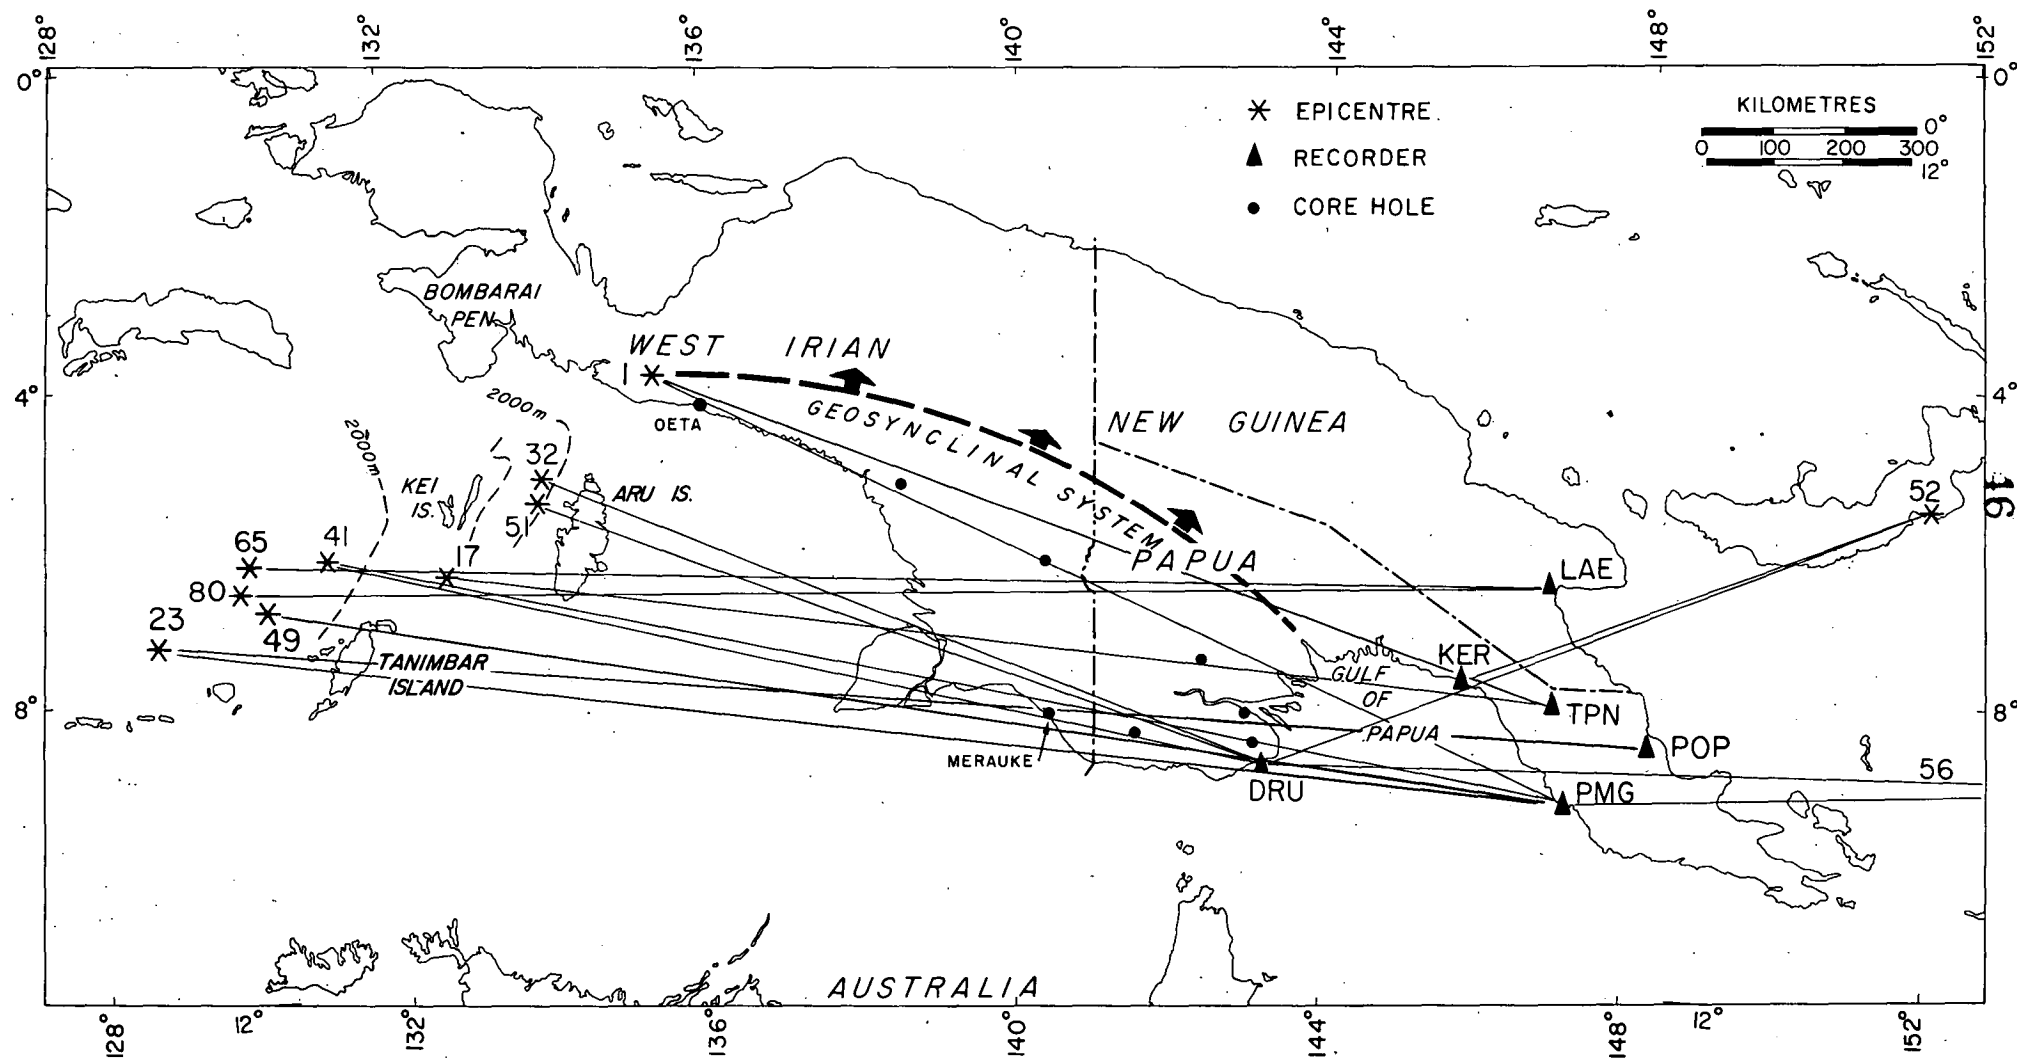 128°
132°
136°
140°
144°
148°
152°
0°
0°
EPICENTRE.
RECORDER
CORE HOLE
KILOMETRES
0°
0 100 200 300
12°
BOMBARAI
PEN.
WEST IRIAN
1
4°
4°
OETA
GEOSYNCLINAL SYSTEM
NEW GUINEA
2000m
2000m
32
KEI
IS.
ARU IS.
51
52
91
65
41
17
PAPUA
LAE
80
23
49
TANIMBAR
ISLAND
KER
GULF
OF
PAPUA
TPN
8°
8°
POP
MERAUKE
DRU
PMG
56
AUSTRALIA
128°
12°
132°
136°
140°
144°
148°
12°
152°